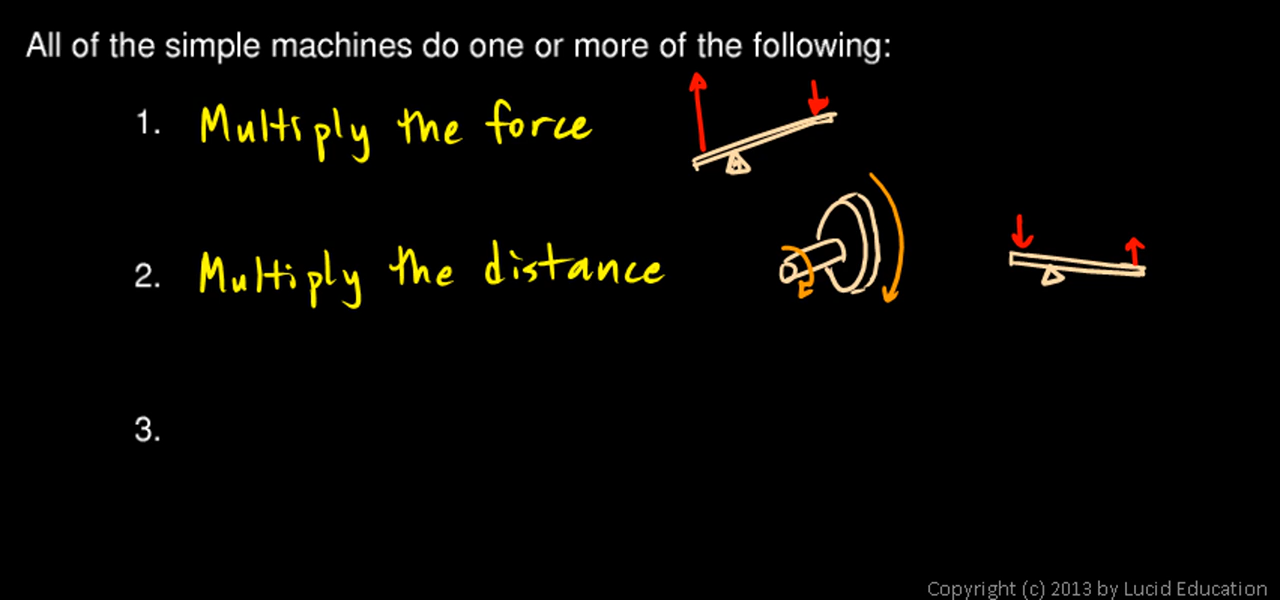 All of the simple machines do one or more of the following:
1. Multiply the force
2. Multiply the distance
3.
Copyright (c) 2013 by Lucid Education